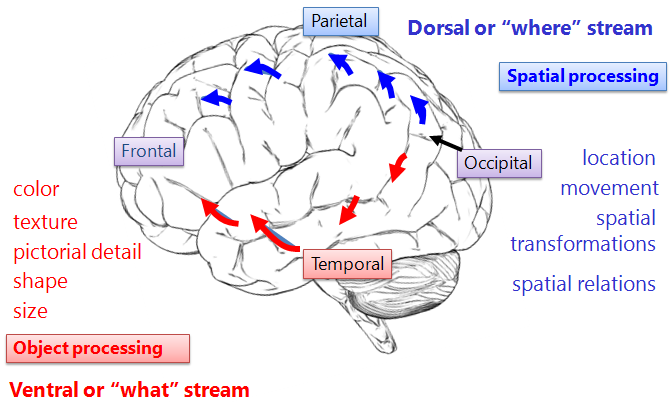 Parietal
Dorsal or “where” stream
Spatial processing
Frontal
Occipital
location
movement
spatial
transformations
spatial relations
color
texture
pictorial detail
shape
size
Temporal
Object processing
Ventral or “what” stream